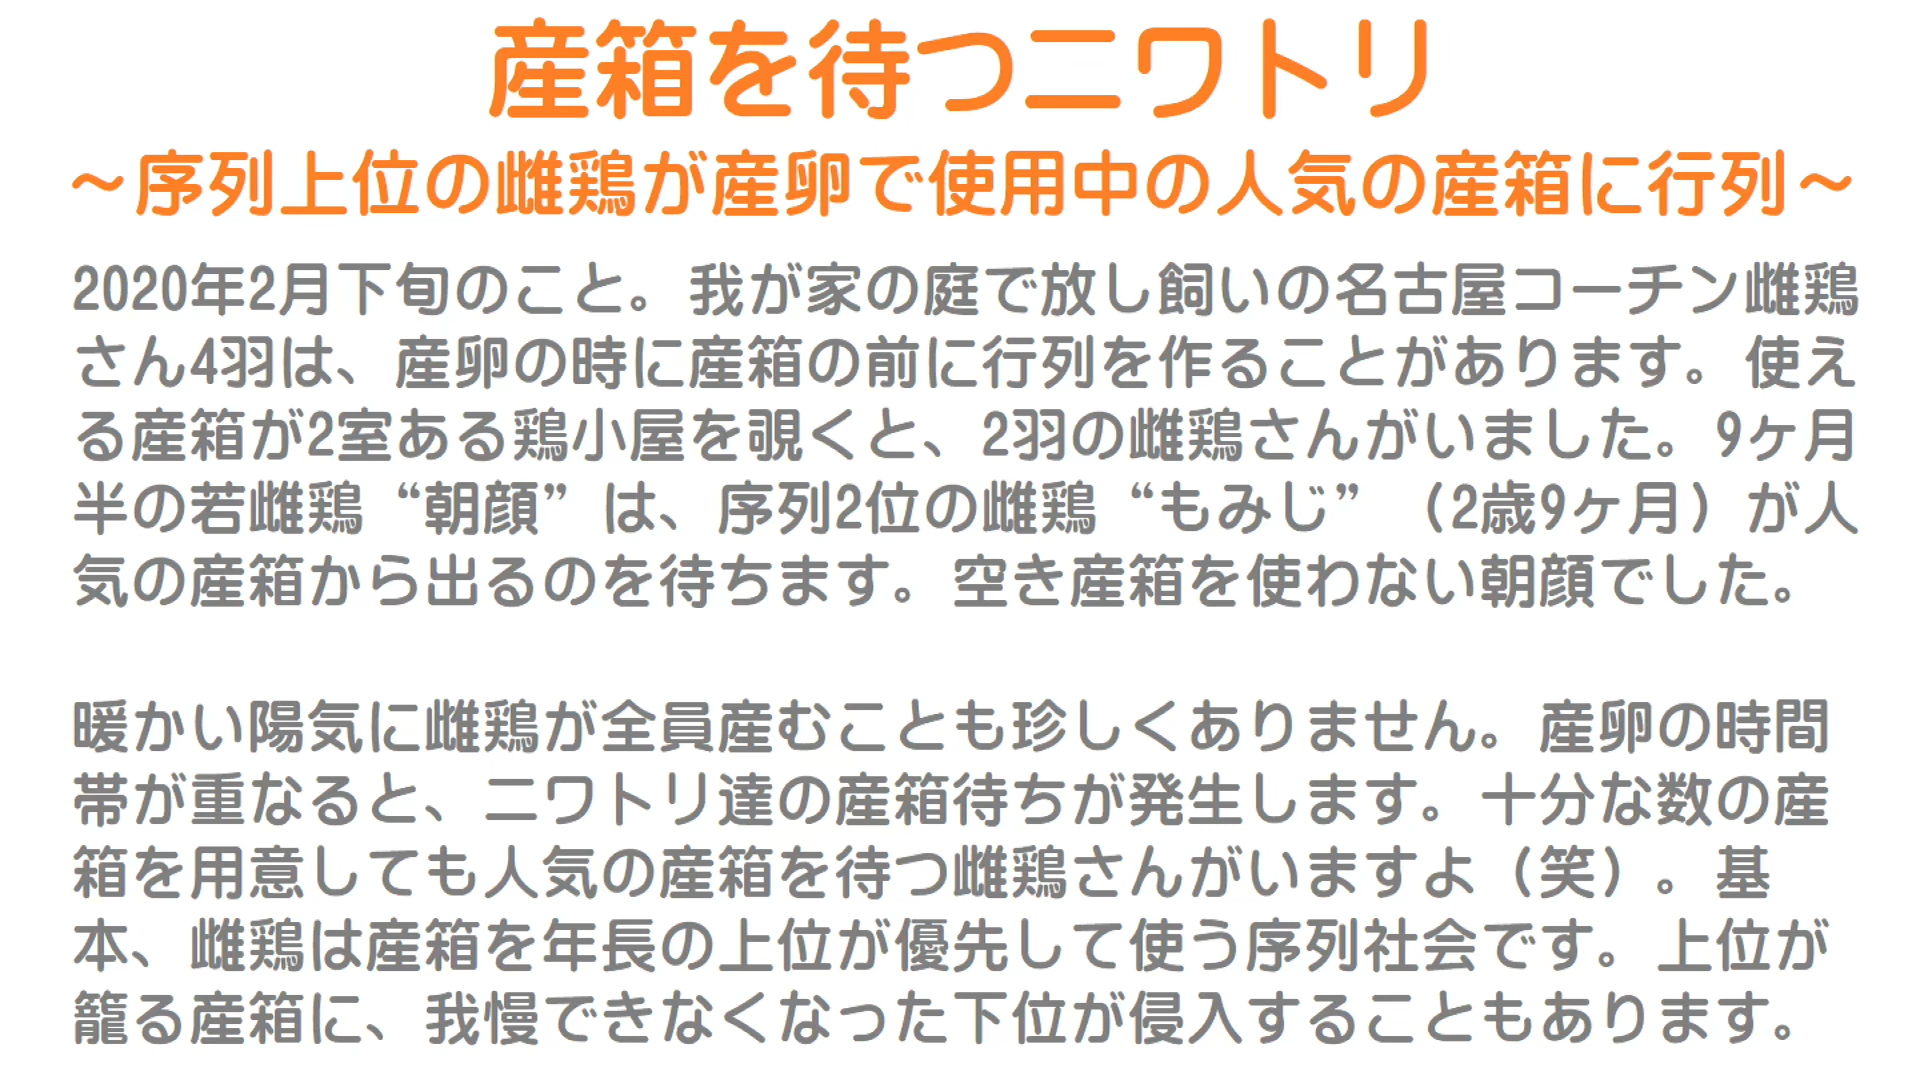 産箱を待つニワトリ
～序列上位の雌鶏が産卵で使用中の人気の産箱に行列～
2020年2月下旬のこと。我が家の庭で放し飼いの名古屋コーチン雌鶏
さん4羽は、産卵の時に産箱の前に行列を作ることがあります。使え
る産箱が2室ある鶏小屋を覗くと、2羽の雌鶏さんがいました。9ヶ月
半の若雌鶏“朝顔”は、序列2位の雌鶏“もみじ”（2歳9ヶ月）が人
気の産箱から出るのを待ちます。空き産箱を使わない朝顔でした。
暖かい陽気に雌鶏が全員産むことも珍しくありません。産卵の時間
帯が重なると、ニワトリ達の産箱待ちが発生します。十分な数の産
箱を用意しても人気の産箱を待つ雌鶏さんがいますよ（笑）。基
本、雌鶏は産箱を年長の上位が優先して使う序列社会です。上位が
籠る産箱に、我慢できなくなった下位が侵入することもあります。